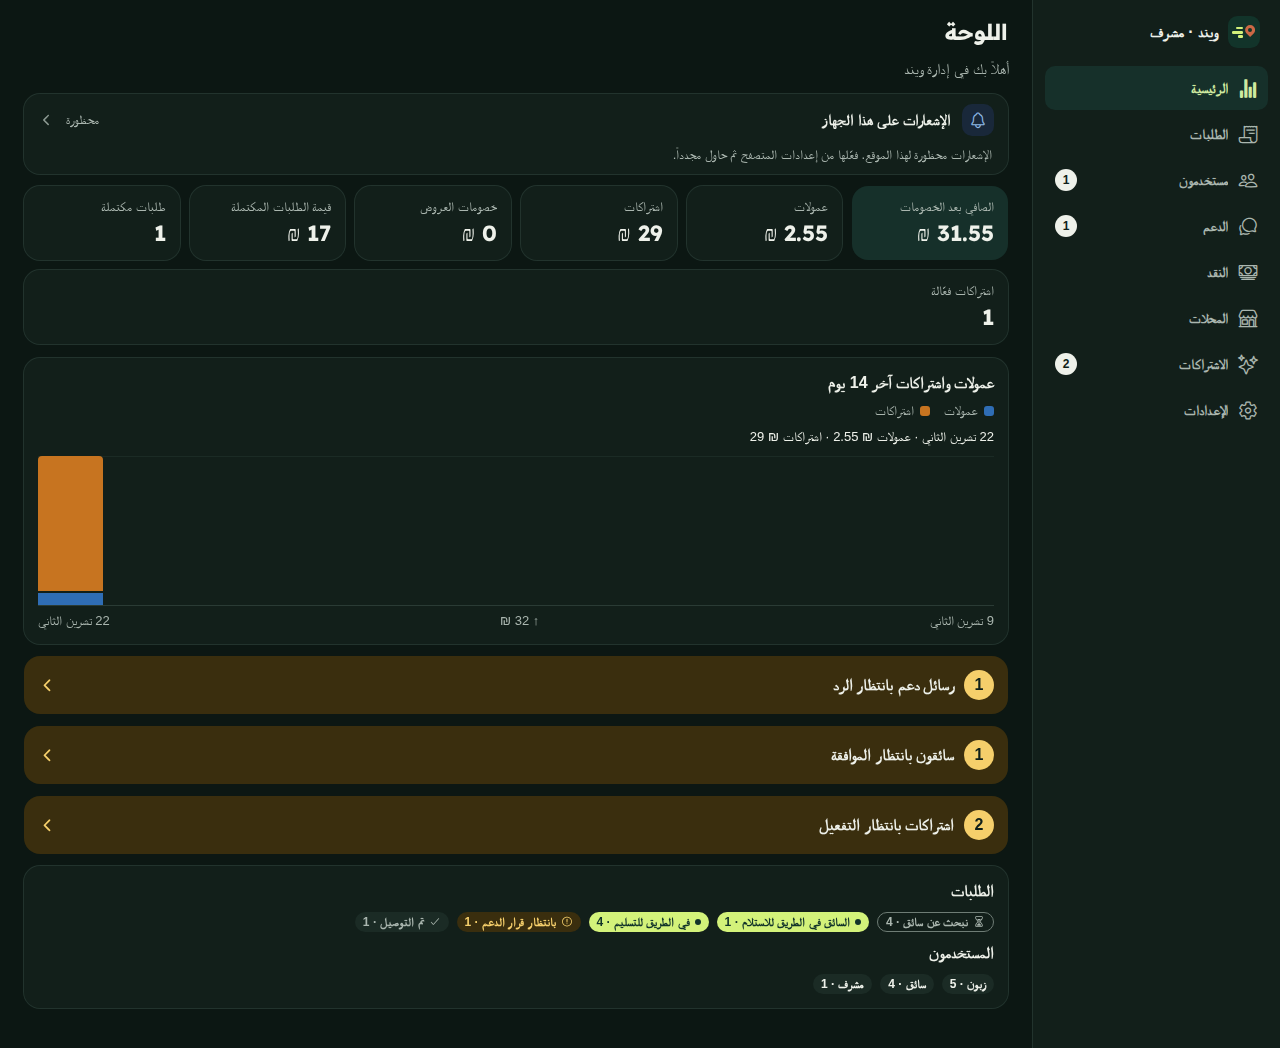 ويند · مشرف
الرئيسية
الطلبات
مستخدمون 1
الدعم 1
النقد
المحلات
الاشتراكات 2
الإعدادات
اللوحة
أهلاً بك في إدارة ويند
الإشعارات على هذا الجهاز
محظورة
الإشعارات محظورة لهذا الموقع. فعّلها من إعدادات المتصفح ثم حاول مجدداً.
الصافي بعد الخصومات
31.55 ₪
عمولات
2.55 ₪
اشتراكات
29 ₪
خصومات العروض
0 ₪
قيمة الطلبات المكتملة
17 ₪
طلبات مكتملة
1
اشتراكات فعّالة
1
عمولات واشتراكات آخر 14 يوم
عمولات
اشتراكات
22 تشرين الثاني · عمولات ₪ 2.55 · اشتراكات ₪ 29
9 تشرين الثاني
↑ 32 ₪
22 تشرين الثاني
1 رسائل دعم بانتظار الرد
1 سائقون بانتظار الموافقة
2 اشتراكات بانتظار التفعيل
الطلبات
نبحث عن سائق · 4
السائق في الطريق للاستلام · 1
في الطريق للتسليم · 4
بانتظار قرار الدعم · 1
تم التوصيل · 1
المستخدمون
زبون · 5
سائق · 4
مشرف · 1